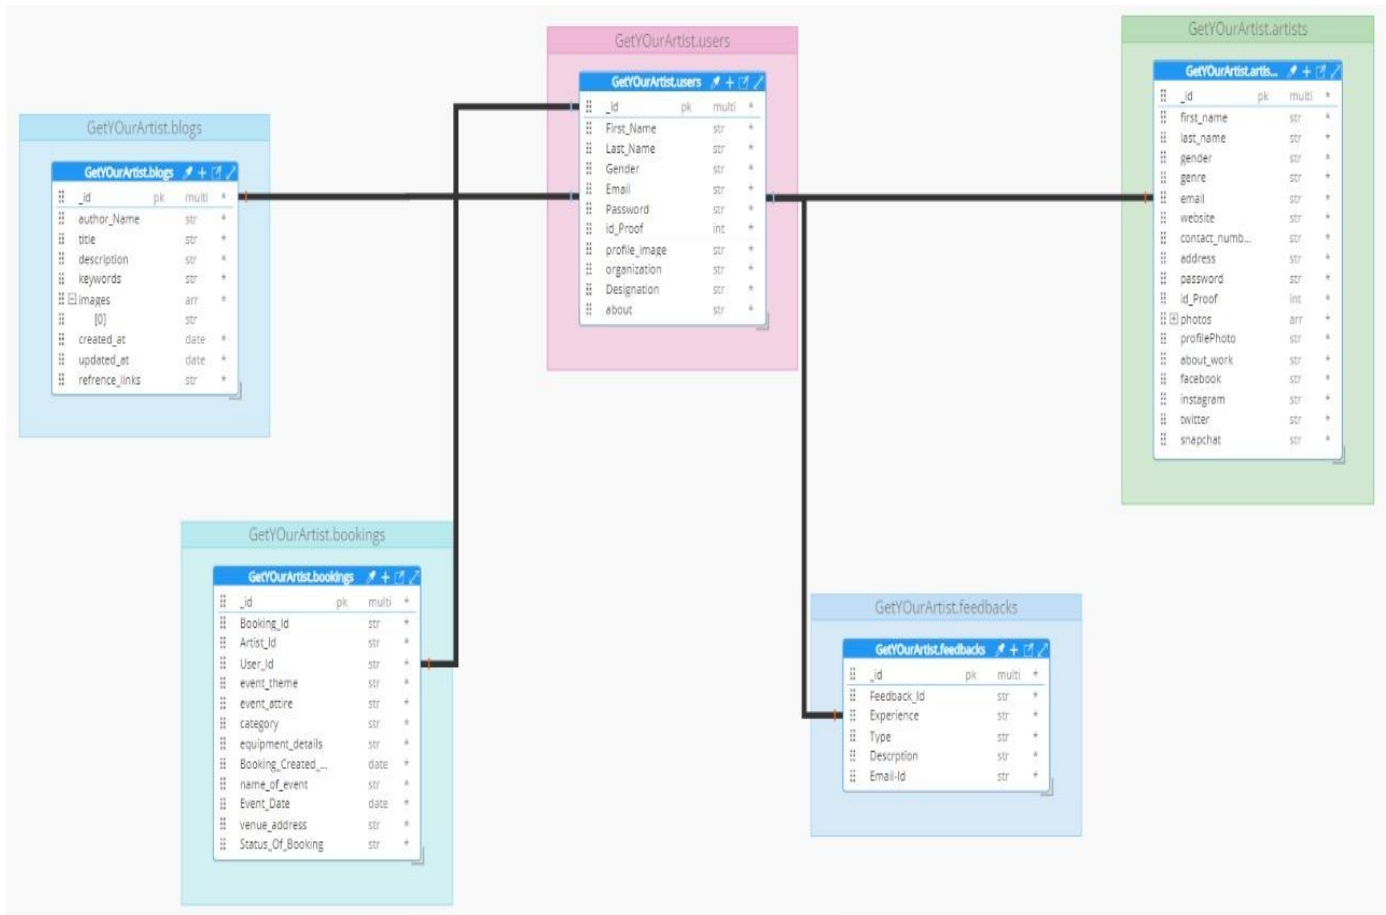 GetYOurArtist.blogs
GetYOurArtist.blogs
_id pk multi *
author_Name str *
title str *
description str *
keywords str *
images arr *
[0] str
created_at date *
updated_at date *
refrence_links str *
GetYOurArtist.users
GetYOurArtist.users
_id pk multi *
First_Name str *
Last_Name str *
Gender str *
Email str *
Password str *
id_Proof int *
profile_image str *
organization str *
Designation str *
about str *
GetYOurArtist.artists
GetYOurArtist.artis...
_id pk multi *
first_name str *
last_name str *
gender str *
genre str *
email str *
website str *
contact_numb... str *
address str *
password str *
id_Proof int *
photos arr *
profilePhoto str *
about_work str *
facebook str *
instagram str *
twitter str *
snapchat str *
GetYOurArtist.bookings
GetYOurArtist.bookings
_id pk multi *
Booking_Id str *
Artist_Id str *
User_Id str *
event_theme str *
event_attire str *
category str *
equipment_details str *
Booking_Created_... date *
name_of_event str *
Event_Date date *
venue_address str *
Status_Of_Booking str *
GetYOurArtist.feedbacks
GetYOurArtist.feedbacks
_id pk multi *
Feedback_Id str *
Experience str *
Type str *
Descrption str *
Email-Id str *